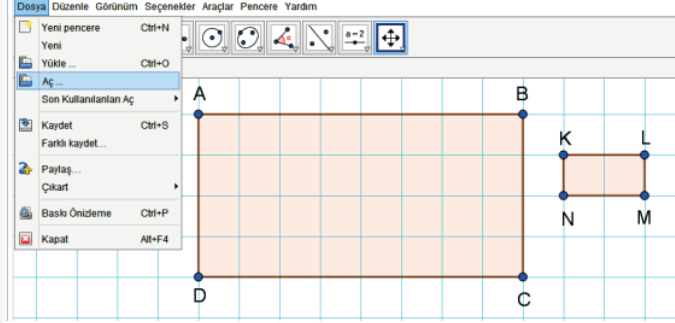 Dosya Düzenle Görünüm Seçenekler Araçlar Pencere Yardım
Yeni pencere Ctrl+N
Yeni
Yükle ... Ctrl+O
Aç ...
Son Kullanılanları Aç
Kaydet Ctrl+S
Farklı kaydet...
Paylaş...
Çıkart
Baskı Önizleme Ctrl+P
Kapat Alt+F4
a=2
A B
K L
N M
D C